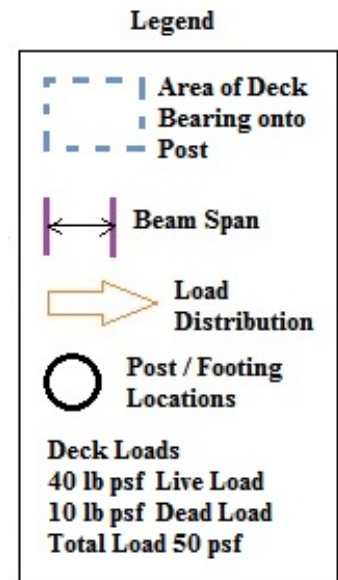 Legend
Area of Deck
Bearing onto
Post
Beam Span
Load
Distribution
Post / Footing
Locations
Deck Loads
40 lb psf Live Load
10 lb psf Dead Load
Total Load 50 psf